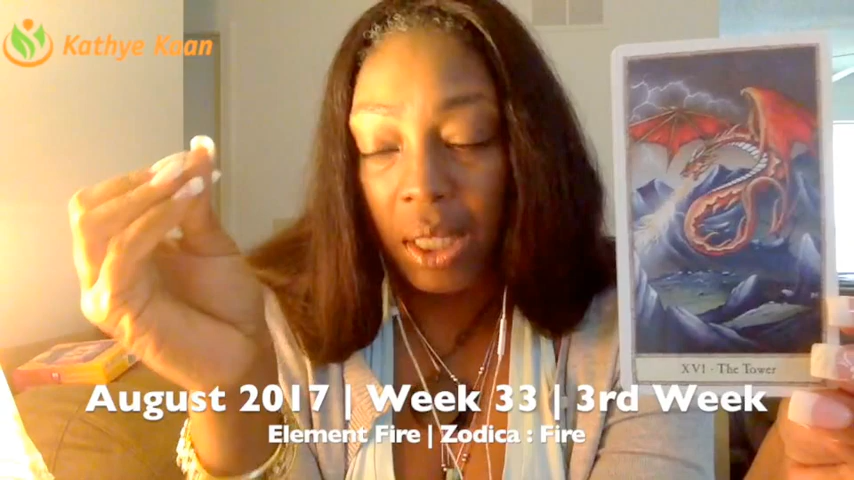 Kathye Kaan
XVI - The Tower
August 2017 | Week 33 | 3rd Week
Element Fire | Zodica : Fire